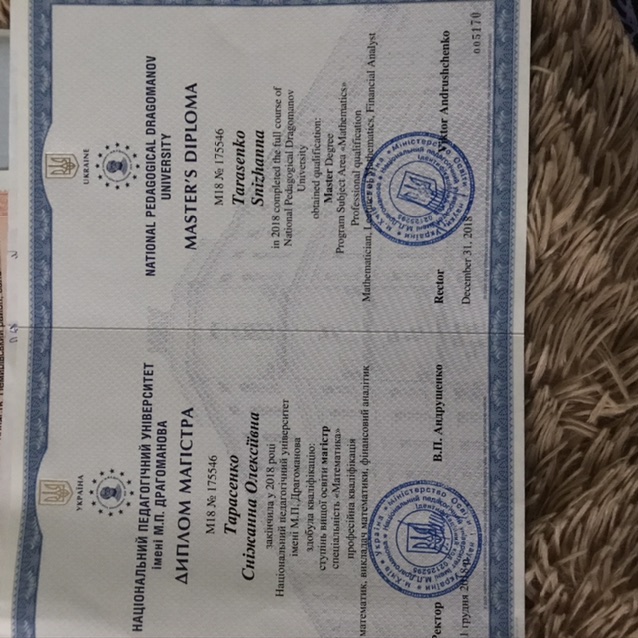 УКРАЇНА
НАЦІОНАЛЬНИЙ ПЕДАГОГІЧНИЙ УНІВЕРСИТЕТ
ІМЕНІ М.П. ДРАГОМАНОВА
ДИПЛОМ МАГІСТРА
М18 № 175546
Тарасенко
Сніжанна Олексіївна
закінчила у 2018 році
Національний педагогічний університет
імені М.П. Драгоманова
здобула кваліфікацію:
ступінь вищої освіти магістр
спеціальність «Математика»
професійна кваліфікація
математик, викладач математики, фінансовий аналітик
Ректор
В.П. Андрущенко
грудня
UKRAINE
NATIONAL PEDAGOGICAL DRAGOMANOV
UNIVERSITY
MASTER'S DIPLOMA
M18 № 175546
Tarasenko
Snizhanna
in 2018 completed the full course of
National Pedagogical Dragomanov
University
obtained qualification:
Master Degree
Program Subject Area «Mathematics»
Professional qualification
Mathematician, Mathematics, Financial Analyst
Rector
Andrushchenko
December 31, 2018
005170